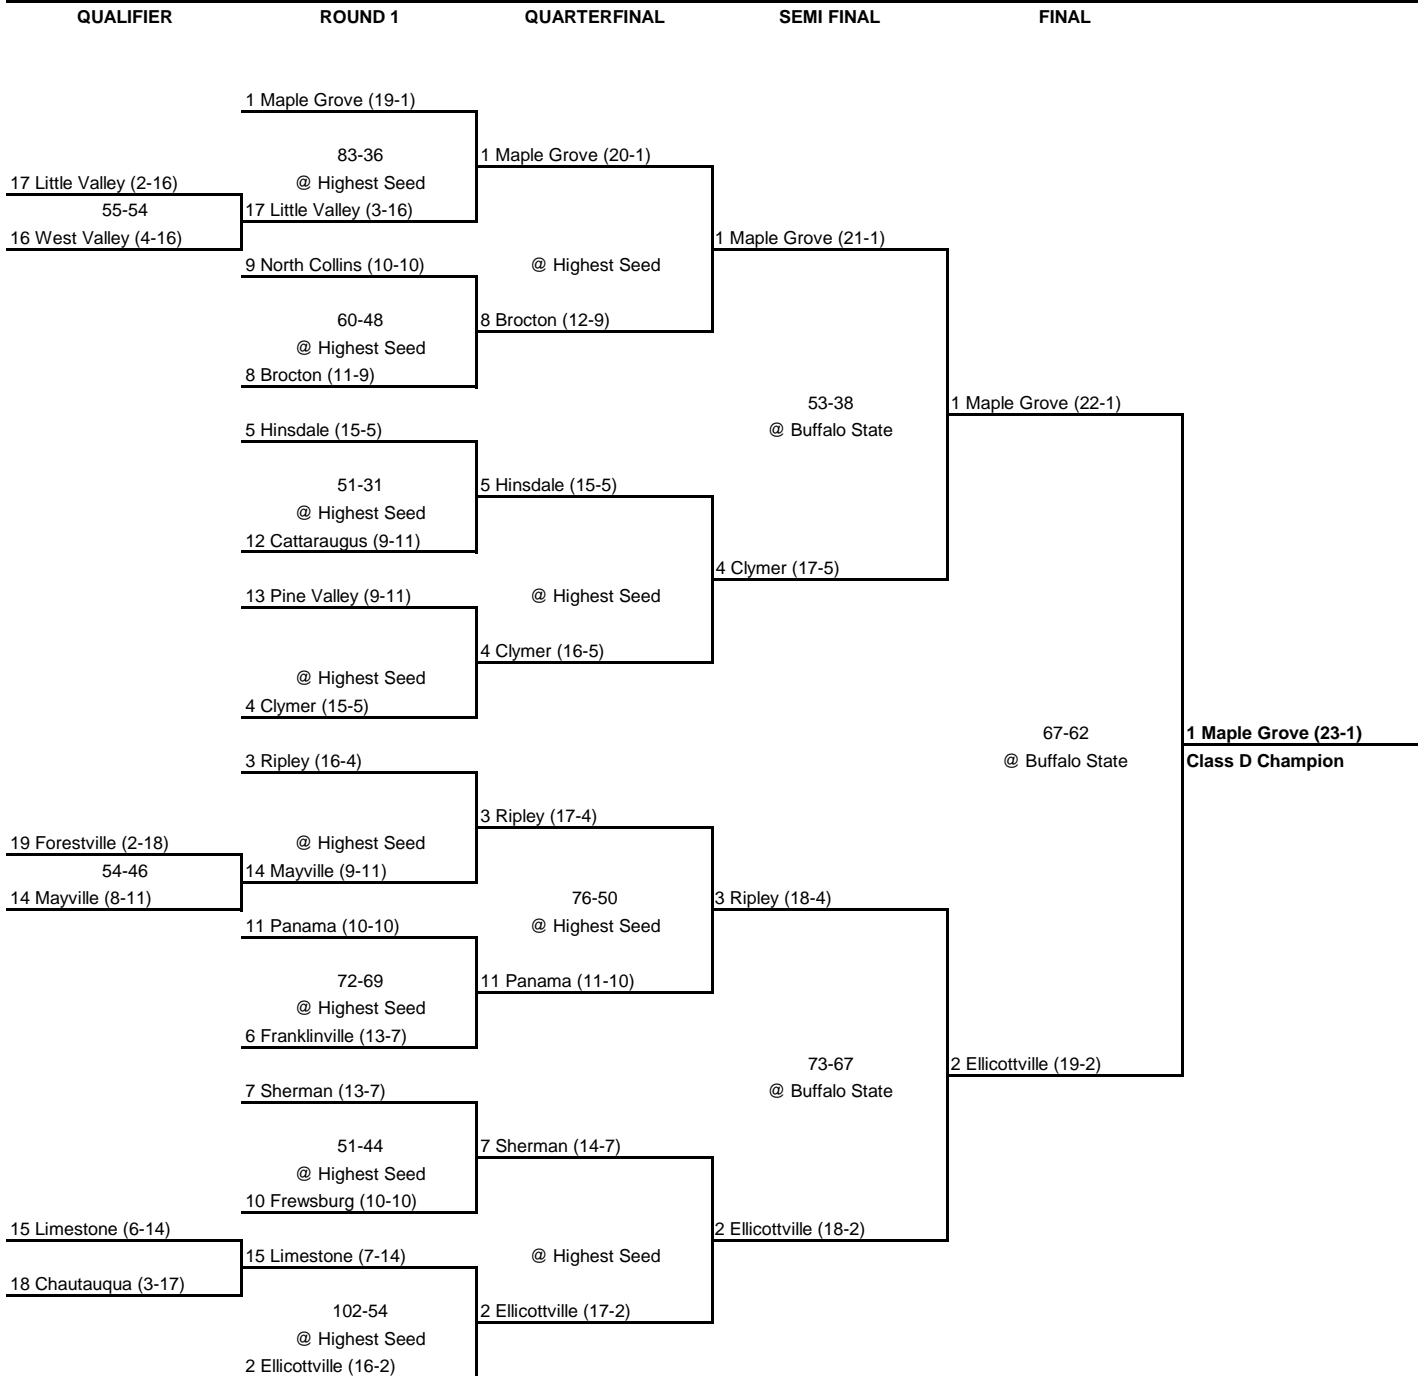 QUALIFIER ROUND 1 QUARTERFINAL SEMI FINAL FINAL
1 Maple Grove (19-1)
83-36 1 Maple Grove (20-1)
17 Little Valley (2-16) @ Highest Seed
55-54 17 Little Valley (3-16)
16 West Valley (4-16) 1 Maple Grove (21-1)
9 North Collins (10-10) @ Highest Seed
60-48 8 Brocton (12-9)
@ Highest Seed
8 Brocton (11-9)
53-38 1 Maple Grove (22-1)
5 Hinsdale (15-5) @ Buffalo State
51-31 5 Hinsdale (15-5)
@ Highest Seed
12 Cattaraugus (9-11)
4 Clymer (17-5)
13 Pine Valley (9-11) @ Highest Seed
4 Clymer (16-5)
@ Highest Seed
4 Clymer (15-5)
67-62 1 Maple Grove (23-1)
3 Ripley (16-4) @ Buffalo State Class D Champion
3 Ripley (17-4)
19 Forestville (2-18) @ Highest Seed
54-46 14 Mayville (9-11)
14 Mayville (8-11) 76-50 3 Ripley (18-4)
11 Panama (10-10) @ Highest Seed
72-69 11 Panama (11-10)
@ Highest Seed
6 Franklinville (13-7)
73-67 2 Ellicottville (19-2)
7 Sherman (13-7) @ Buffalo State
51-44 7 Sherman (14-7)
@ Highest Seed
10 Frewsburg (10-10)
15 Limestone (6-14) 2 Ellicottville (18-2)
15 Limestone (7-14) @ Highest Seed
18 Chautauqua (3-17)
102-54 2 Ellicottville (17-2)
@ Highest Seed
2 Ellicottville (16-2)